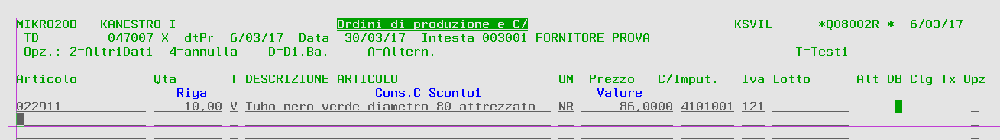 MIKRO20B KANESTRO I Ordini di produzione e C/ KSVIL *Q08002R * 6/03/17
TD 047007 X dtPr 6/03/17 Data 30/03/17 Intesta 003001 FORNITORE PROVA
Opz.: 2=AltriDati 4=annulla D=Di.Ba. A=Altern. T=Testi
Articolo Qta T DESCRIZIONE ARTICOLO UM Prezzo C/Imput. Iva Lotto Alt DB Clg Tx Opz
Riga Cons.C Sconto1 Valore
022911 10,00 V Tubo nero verde diametro 80 attrezzato NR 86,0000 4101001 121